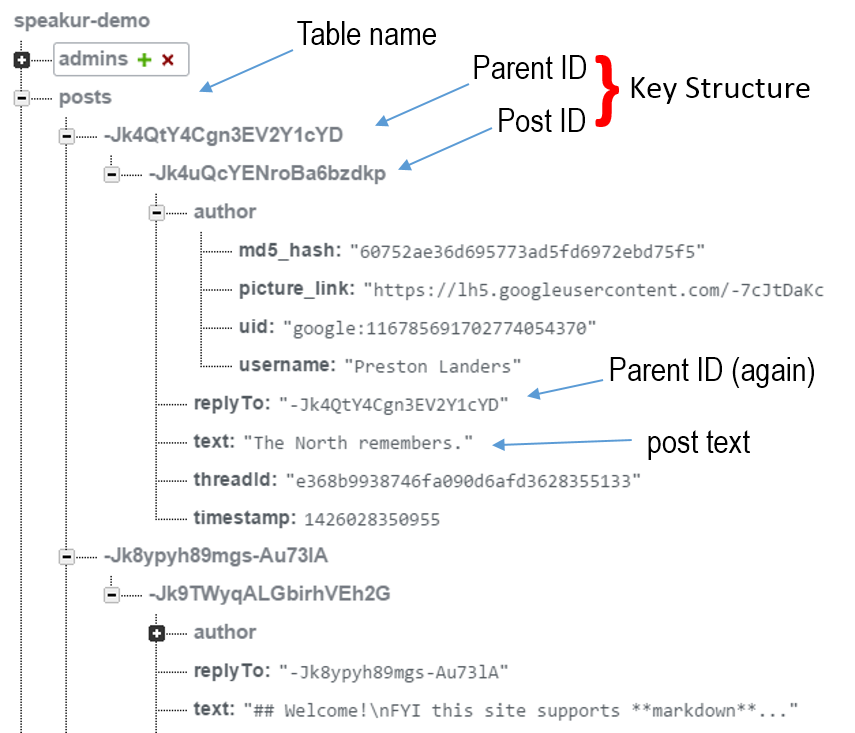 speakur-demo
Table name
admins
Parent ID
Key Structure
posts
Post ID
-Jk4QtY4Cgn3EV2Y1cYD
-Jk4uQcYENroBa6bzdkp
author
md5_hash: "60752ae36d695773ad5fd6972ebd75f5"
picture_link: "https://lh5.googleusercontent.com/-7cJtDaKc
uid: "google:116785691702774054370"
username: "Preston Landers"
Parent ID (again)
replyTo: "-Jk4QtY4Cgn3EV2Y1cYD"
text: "The North remembers."
post text
threadId: "e368b9938746fa090d6afd3628355133"
timestamp: 1426028350955
-Jk8ypyh89mgs-Au73lA
-Jk9TWyqALGbirhVEh2G
author
replyTo: "-Jk8ypyh89mgs-Au73lA"
text: "## Welcome!\nFYI this site supports **markdown**..."